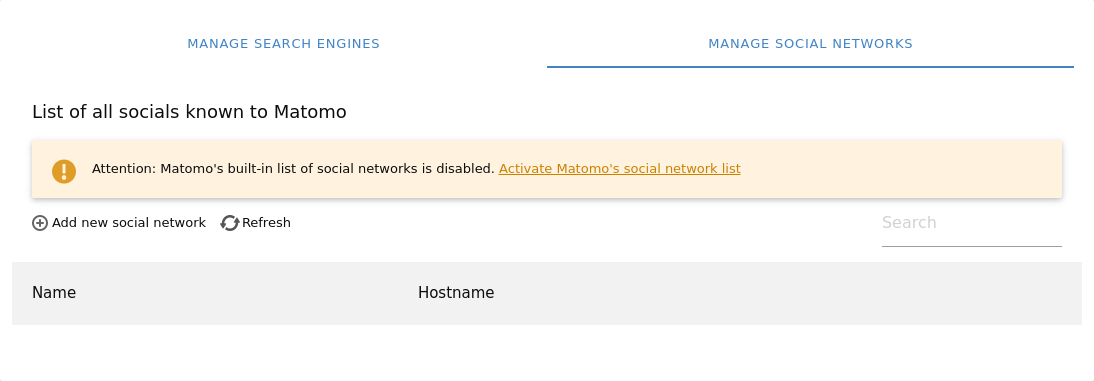 MANAGE SEARCH ENGINES
MANAGE SOCIAL NETWORKS
List of all socials known to Matomo
Attention: Matomo's built-in list of social networks is disabled. Activate Matomo's social network list
Add new social network Refresh Search
Name Hostname